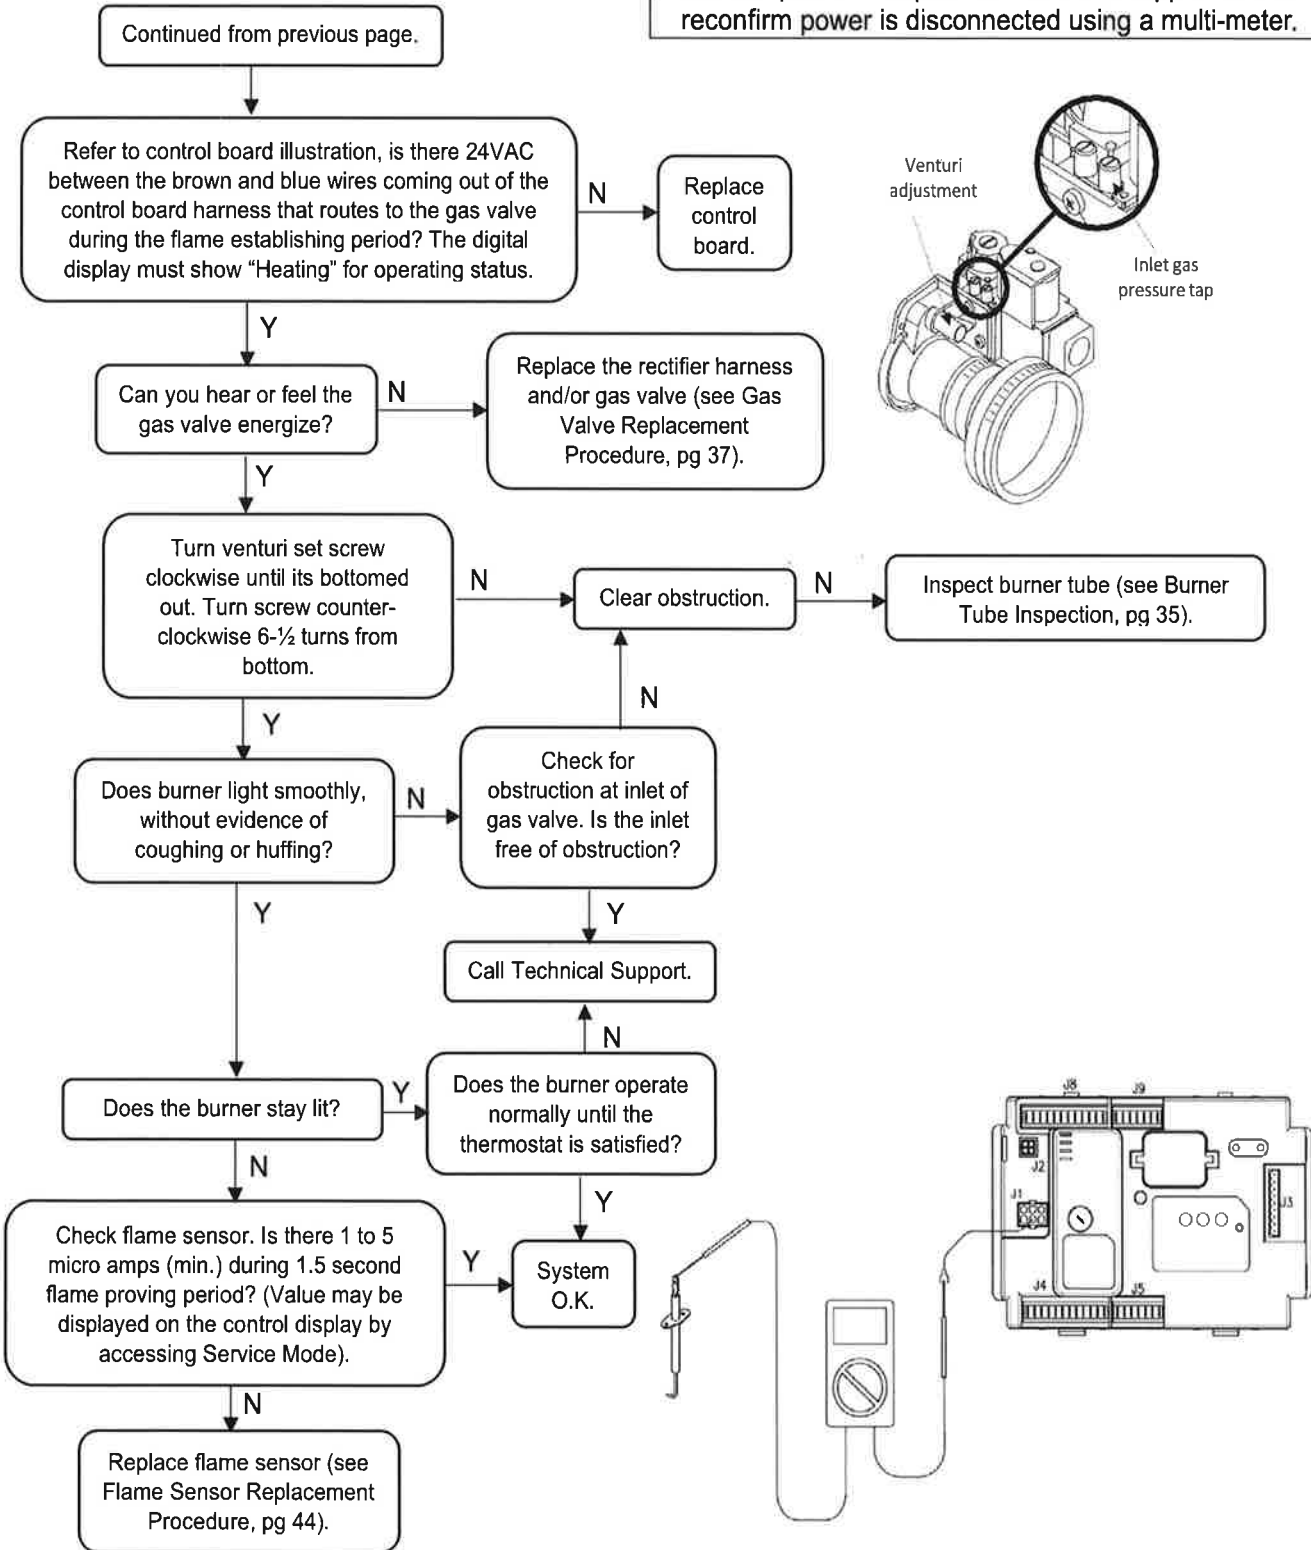 reconfirm power is disconnected using a multi-meter.
Continued from previous page.
Refer to control board illustration, is there 24VAC
between the brown and blue wires coming out of the
control board harness that routes to the gas valve
during the flame establishing period? The digital
display must show “Heating” for operating status.
N
Replace
control
board.
Venturi
adjustment
Inlet gas
pressure tap
Y
Can you hear or feel the
gas valve energize?
N
Replace the rectifier harness
and/or gas valve (see Gas
Valve Replacement
Procedure, pg 37).
Y
Turn venturi set screw
clockwise until its bottomed
out. Turn screw counter-
clockwise 6-½ turns from
bottom.
N
Clear obstruction.
N
Inspect burner tube (see Burner
Tube Inspection, pg 35).
Y
N
Does burner light smoothly,
without evidence of
coughing or huffing?
N
Check for
obstruction at inlet of
gas valve. Is the inlet
free of obstruction?
Y
Y
Call Technical Support.
N
Does the burner stay lit?
Y
Does the burner operate
normally until the
thermostat is satisfied?
N
Y
Check flame sensor. Is there 1 to 5
micro amps (min.) during 1.5 second
flame proving period? (Value may be
displayed on the control display by
accessing Service Mode).
Y
System
O.K.
N
Replace flame sensor (see
Flame Sensor Replacement
Procedure, pg 44).
J8
J9
J2
J1
J3
J4
J5